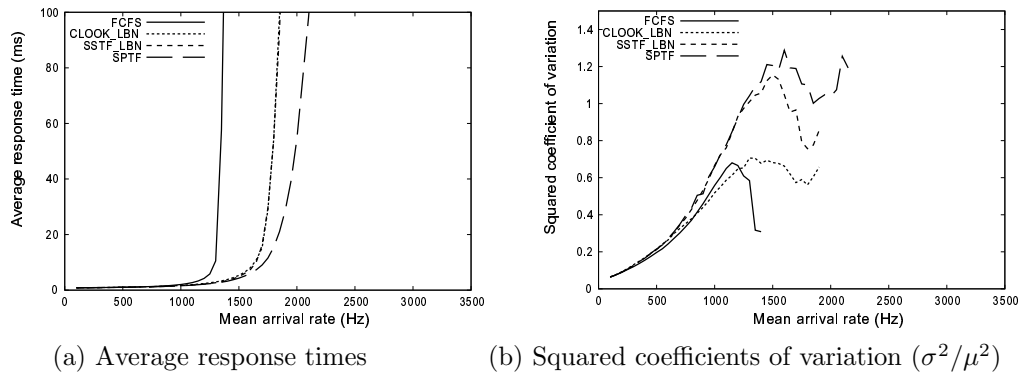 Average response time (ms)
100
80
60
40
20
0
FCFS
CLOOK_LBN
SSTF_LBN
SPTF
0
500
1000
1500
2000
2500
3000
3500
Mean arrival rate (Hz)
(a) Average response times
Squared coefficient of variation
1.4
1.2
1
0.8
0.6
0.4
0.2
0
FCFS
CLOOK_LBN
SSTF_LBN
SPTF
0
500
1000
1500
2000
2500
3000
3500
Mean arrival rate (Hz)
(b) Squared coefficients of variation (σ²/μ²)